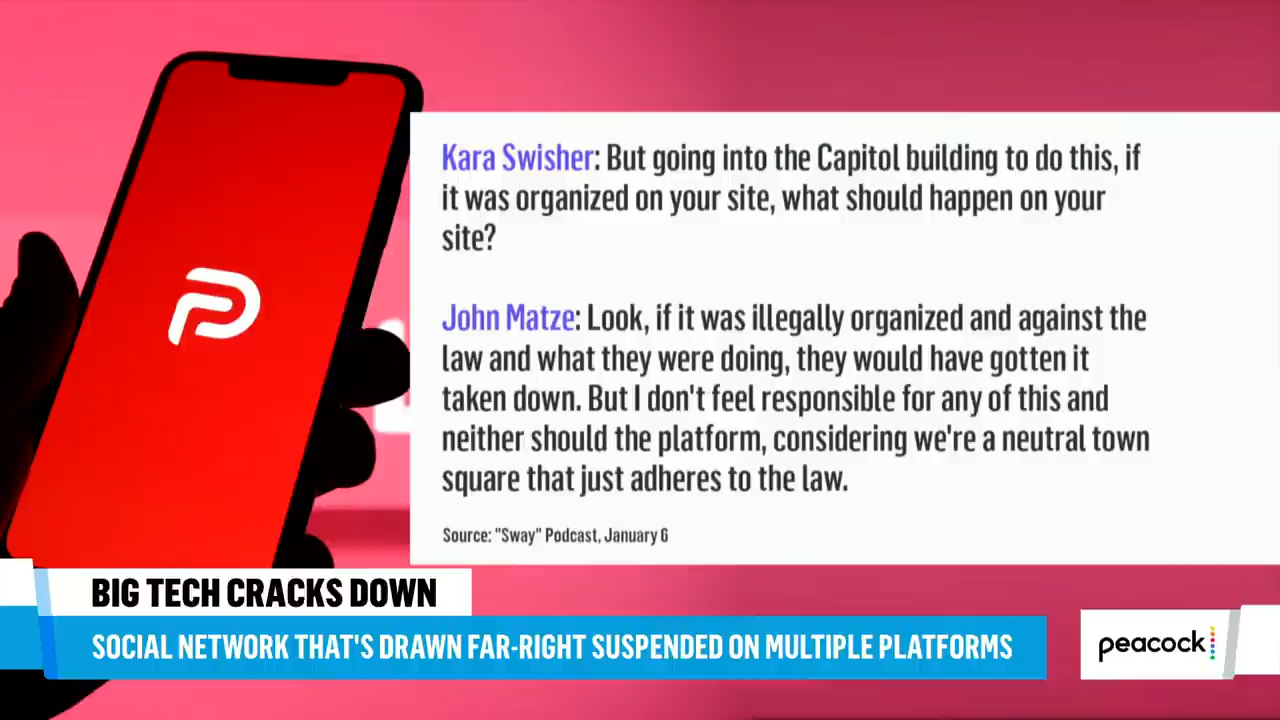 Kara Swisher: But going into the Capitol building to do this, if
it was organized on your site, what should happen on your
site?
John Matze: Look, if it was illegally organized and against the
law and what they were doing, they would have gotten it
taken down. But I don't feel responsible for any of this and
neither should the platform, considering we're a neutral town
square that just adheres to the law.
Source: "Sway" Podcast, January 6
BIG TECH CRACKS DOWN
SOCIAL NETWORK THAT'S DRAWN FAR-RIGHT SUSPENDED ON MULTIPLE PLATFORMS
peacock